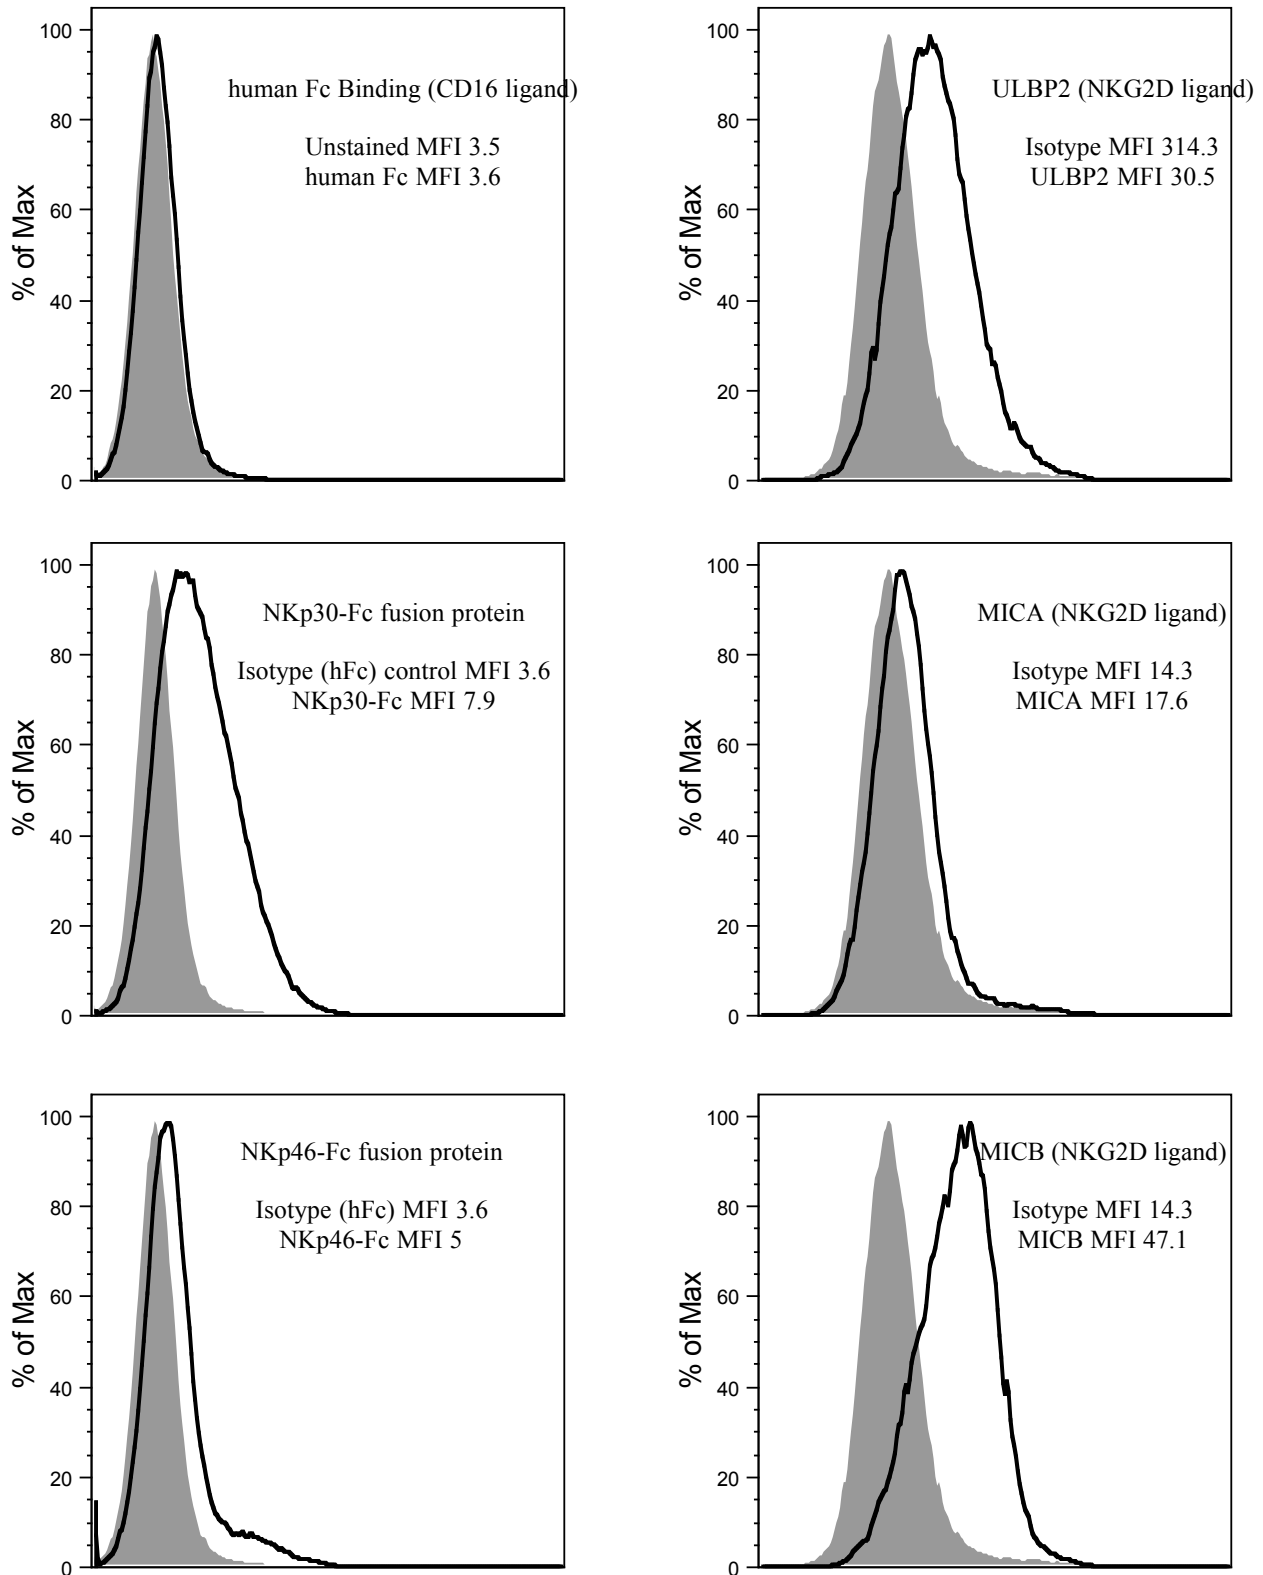 100
80
60
40
20
0
% of Max
human Fc Binding (CD16 ligand)
Unstained MFI 3.5
human Fc MFI 3.6
100
80
60
40
20
0
% of Max
ULBP2 (NKG2D ligand)
Isotype MFI 314.3
ULBP2 MFI 30.5
100
80
60
40
20
0
% of Max
NKp30-Fc fusion protein
Isotype (hFc) control MFI 3.6
NKp30-Fc MFI 7.9
100
80
60
40
20
0
% of Max
MICA (NKG2D ligand)
Isotype MFI 14.3
MICA MFI 17.6
100
80
60
40
20
0
% of Max
NKp46-Fc fusion protein
Isotype (hFc) MFI 3.6
NKp46-Fc MFI 5
100
80
60
40
20
0
% of Max
MICB (NKG2D ligand)
Isotype MFI 14.3
MICB MFI 47.1